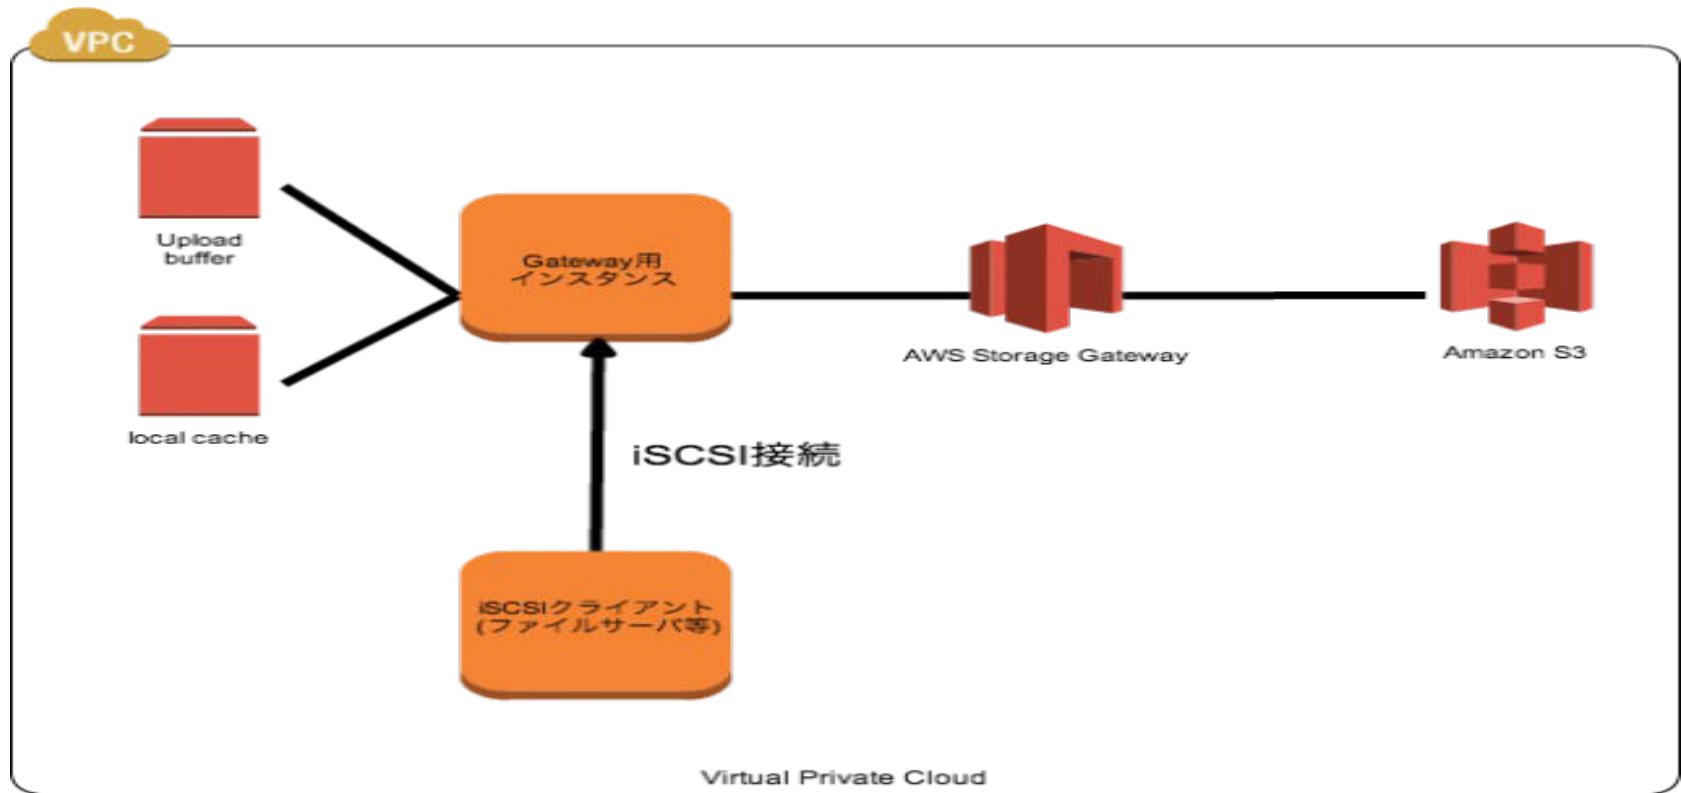 VPC
Upload
buffer
Gateway用
インスタンス
AWS Storage Gateway
Amazon S3
local cache
iSCSI接続
iSCSIクライアント
(ファイルサーバ等)
Virtual Private Cloud